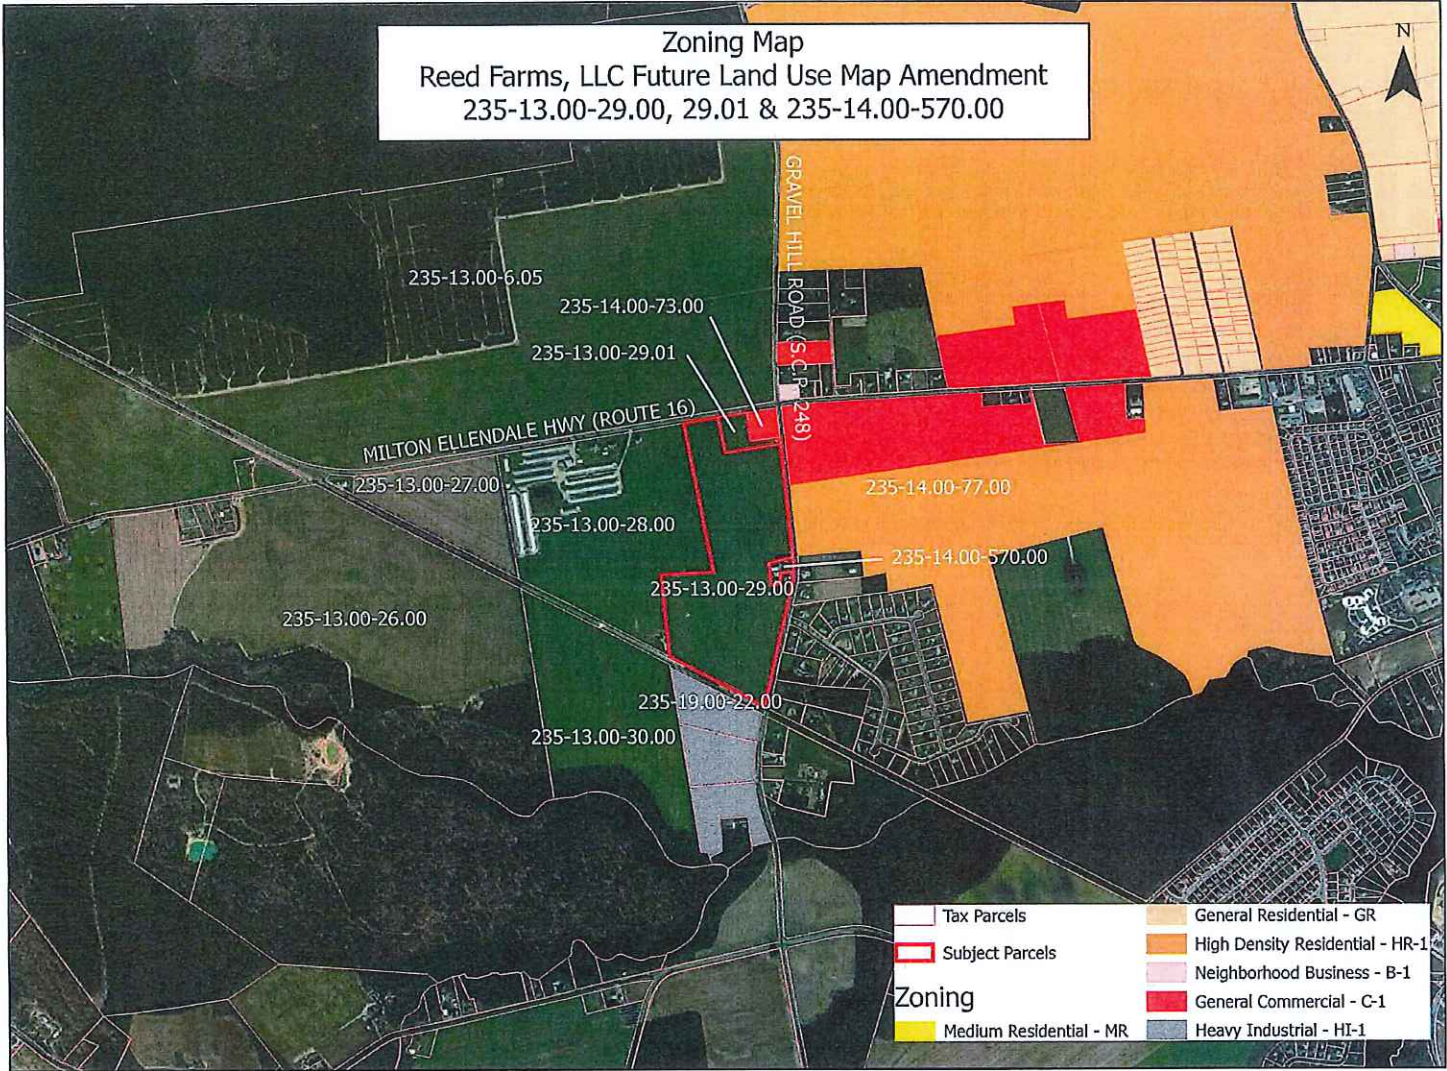 Zoning Map
Reed Farms, LLC Future Land Use Map Amendment
235-13.00-29.00, 29.01 & 235-14.00-570.00
N
GRAVEL HILL ROAD (S.C.R. 248)
235-13.00-6.05
235-14.00-73.00
235-13.00-29.01
MILTON ELLENDALE HWY (ROUTE 16)
235-13.00-27.00
235-14.00-77.00
235-13.00-28.00
235-14.00-570.00
235-13.00-29.00
235-13.00-26.00
235-19.00-22.00
235-13.00-30.00
Tax Parcels
Subject Parcels
Zoning
Medium Residential - MR
General Residential - GR
High Density Residential - HR-1
Neighborhood Business - B-1
General Commercial - C-1
Heavy Industrial - HI-1